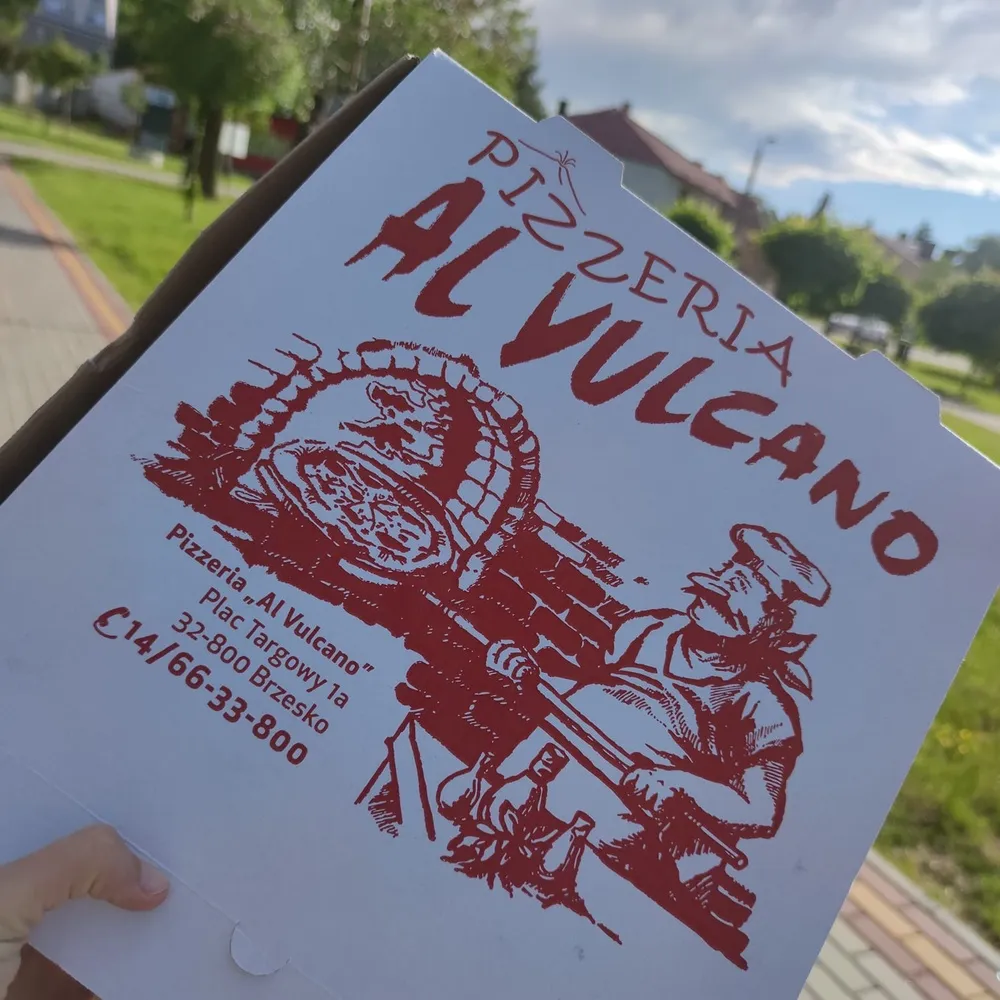 PIZZERIA
AL VULCANO
Pizzeria „Al Vulcano”
Plac Targowy 1a
32-800 Brzesko
14/66-33-800